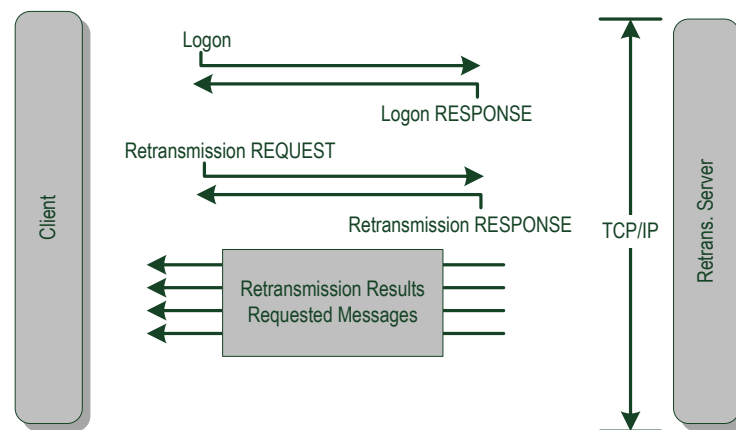 Client
Logon
Logon RESPONSE
Retransmission REQUEST
Retransmission RESPONSE
Retransmission Results
Requested Messages
TCP/IP
Retrans. Server